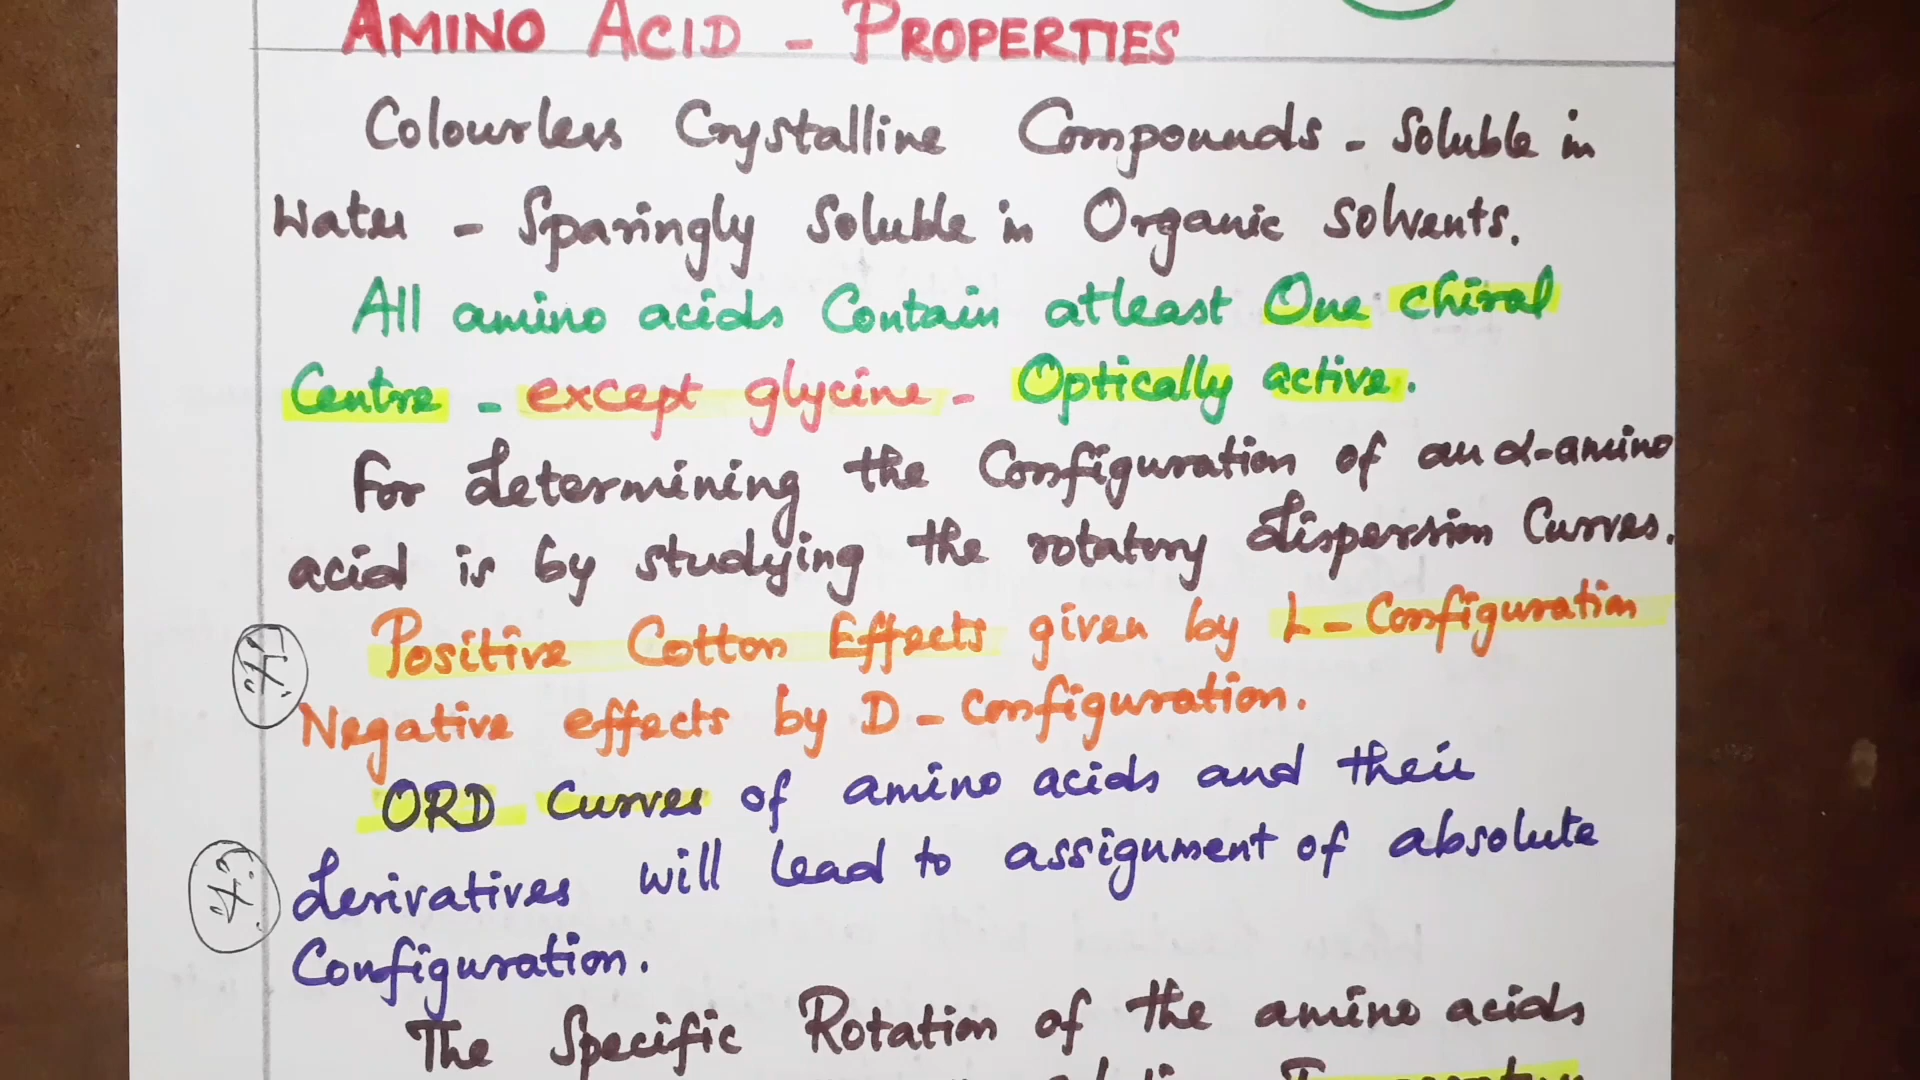 AMINO ACID - PROPERTIES
Colourless Crystalline Compounds - Soluble in
Water - Sparingly Soluble in Organic Solvents.
All amino acids Contain atleast One chiral
Centre - except glycine - Optically active.
For determining the Configuration of an α-amino
acid is by studying the rotatory dispersion Curves.
Positive Cotton Effects given by L - Configuration
Negative effects by D - Configuration.
ORD Curves of amino acids and their
derivatives will lead to assignment of absolute
Configuration.
The Specific Rotation of the amino acids